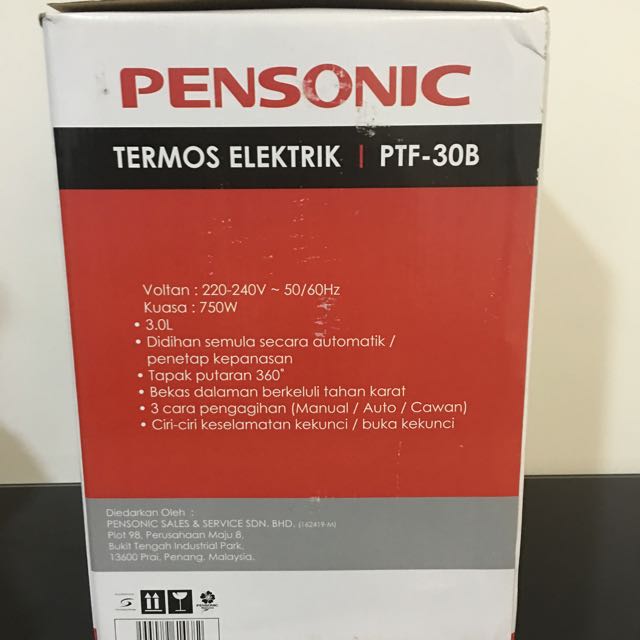 PENSONIC
TERMOS ELEKTRIK | PTF-30B
Voltan : 220-240V ~ 50/60Hz
Kuasa : 750W
• 3.0L
• Didihan semula secara automatik /
penetap kepanasan
• Tapak putaran 360°
• Bekas dalaman berkeluli tahan karat
• 3 cara pengagihan (Manual / Auto / Cawan)
• Ciri-ciri keselamatan kekunci / buka kekunci
Diedarkan Oleh :
PENSONIC SALES & SERVICE SDN. BHD. (162419-M)
Plot 98, Perusahaan Maju 8,
Bukit Tengah Industrial Park,
13600 Prai, Penang. Malaysia.
PENSONIC